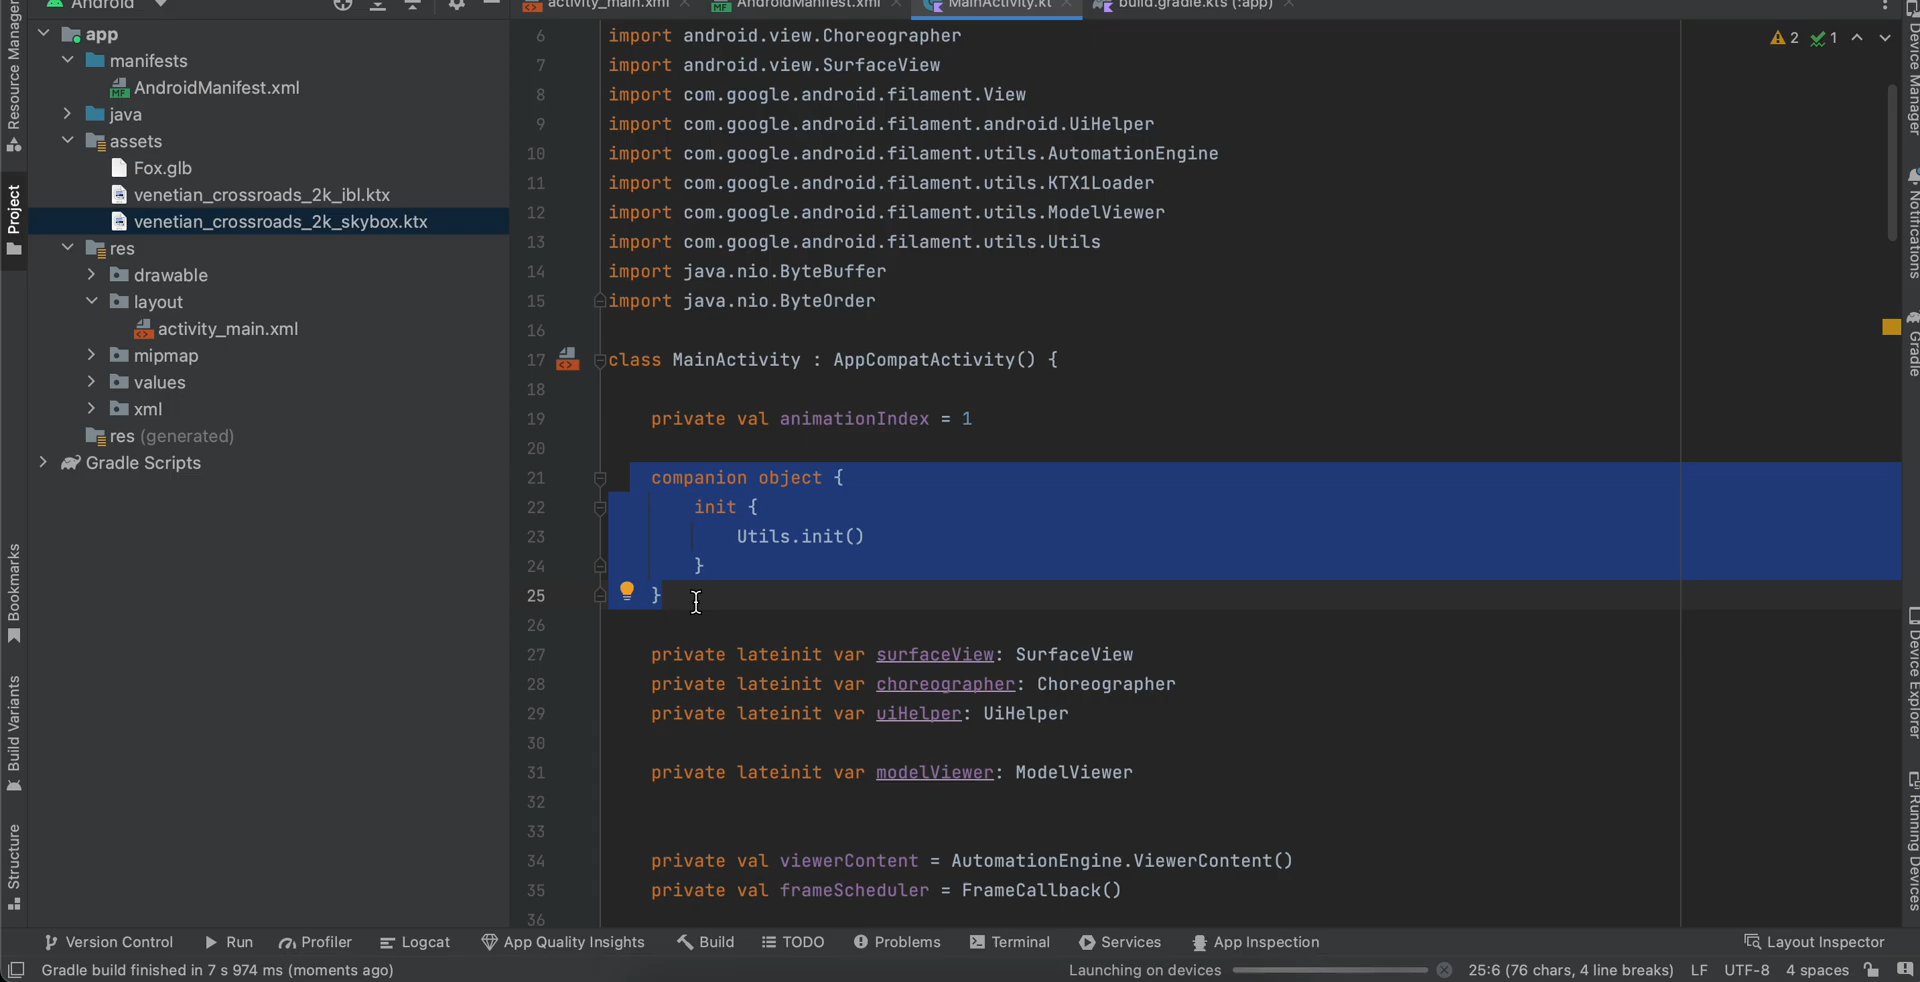 Android
activity_main.xml
AndroidManifest.xml
MainActivity.kt
build.gradle.kts (:app)
Resource Manager
Project
Bookmarks
Build Variants
Structure
app
manifests
AndroidManifest.xml
java
assets
Fox.glb
venetian_crossroads_2k_ibl.ktx
venetian_crossroads_2k_skybox.ktx
res
drawable
layout
activity_main.xml
mipmap
values
xml
res (generated)
Gradle Scripts
6 import android.view.Choreographer
7 import android.view.SurfaceView
8 import com.google.android.filament.View
9 import com.google.android.filament.android.UiHelper
10 import com.google.android.filament.utils.AutomationEngine
11 import com.google.android.filament.utils.KTX1Loader
12 import com.google.android.filament.utils.ModelViewer
13 import com.google.android.filament.utils.Utils
14 import java.nio.ByteBuffer
15 import java.nio.ByteOrder
16
17 class MainActivity : AppCompatActivity() {
18
19 private val animationIndex = 1
20
21 companion object {
22 init {
23 Utils.init()
24 }
25 }
26
27 private lateinit var surfaceView: SurfaceView
28 private lateinit var choreographer: Choreographer
29 private lateinit var uiHelper: UiHelper
30
31 private lateinit var modelViewer: ModelViewer
32
33
34 private val viewerContent = AutomationEngine.ViewerContent()
35 private val frameScheduler = FrameCallback()
36
2 1
Device Manager
Notifications
Gradle
Device Explorer
Running Devices
Version Control Run Profiler Logcat App Quality Insights Build TODO Problems Terminal Services App Inspection Layout Inspector
Gradle build finished in 7 s 974 ms (moments ago) Launching on devices 25:6 (76 chars, 4 line breaks) LF UTF-8 4 spaces